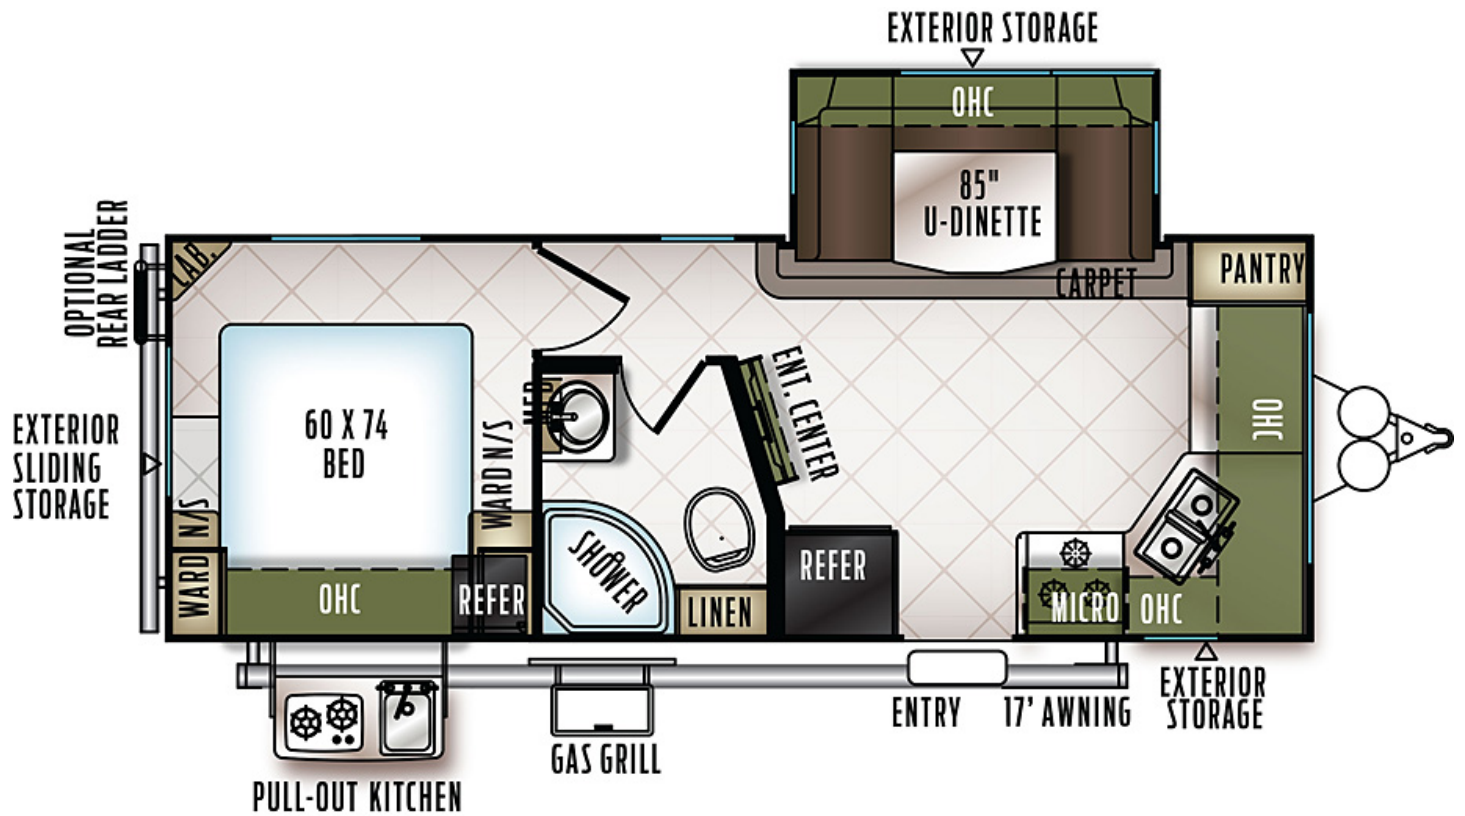 EXTERIOR STORAGE
OHC
85"
U-DINETTE
CARPET
PANTRY
OPTIONAL
REAR LADDER
LAB.
EXTERIOR
SLIDING
STORAGE
60 X 74
BED
N/S
WARD
WARD N/S
MED
ENT. CENTER
OHC
SHOWER
LINEN
REFER
OHC
REFER
MICRO
OHC
ENTRY
17' AWNING
EXTERIOR
STORAGE
GAS GRILL
PULL-OUT KITCHEN